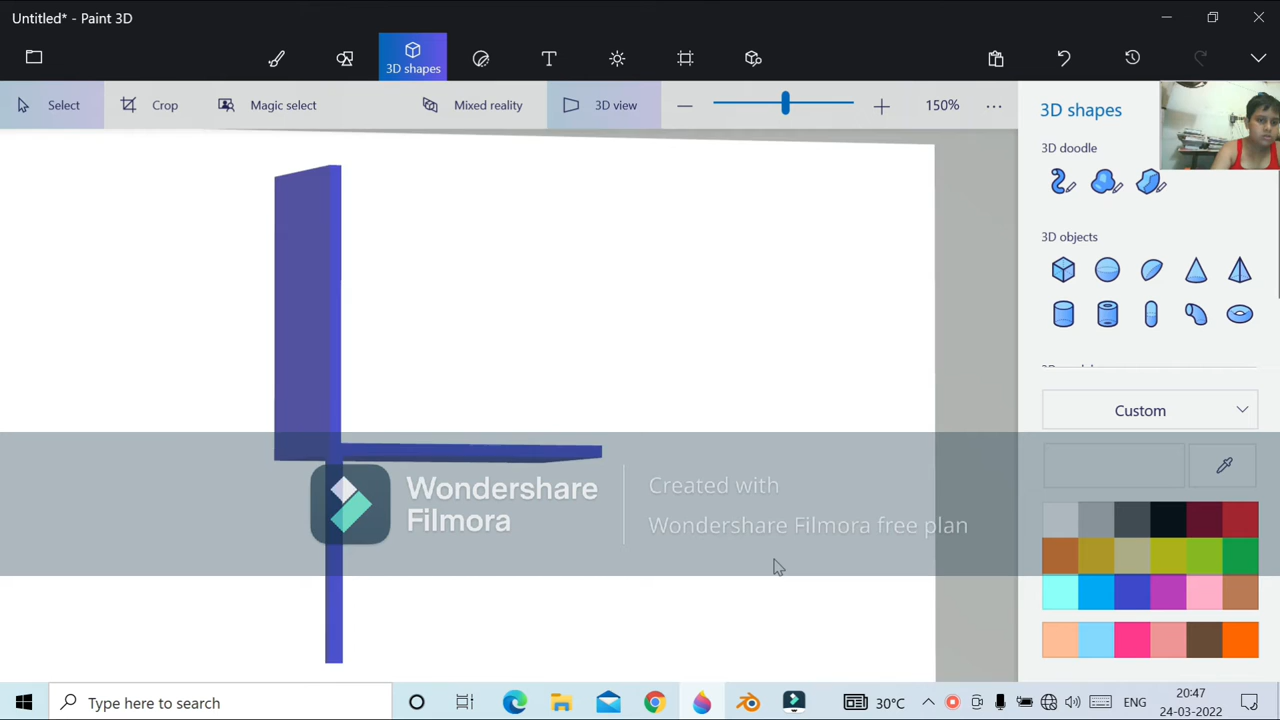 Untitled* - Paint 3D
3D shapes
Select
Crop
Magic select
Mixed reality
3D view
150%
3D shapes
3D doodle
3D objects
Custom
Wondershare
Filmora
Created with
Wondershare Filmora free plan
Type here to search
30°C
ENG
20:47
24-03-2022